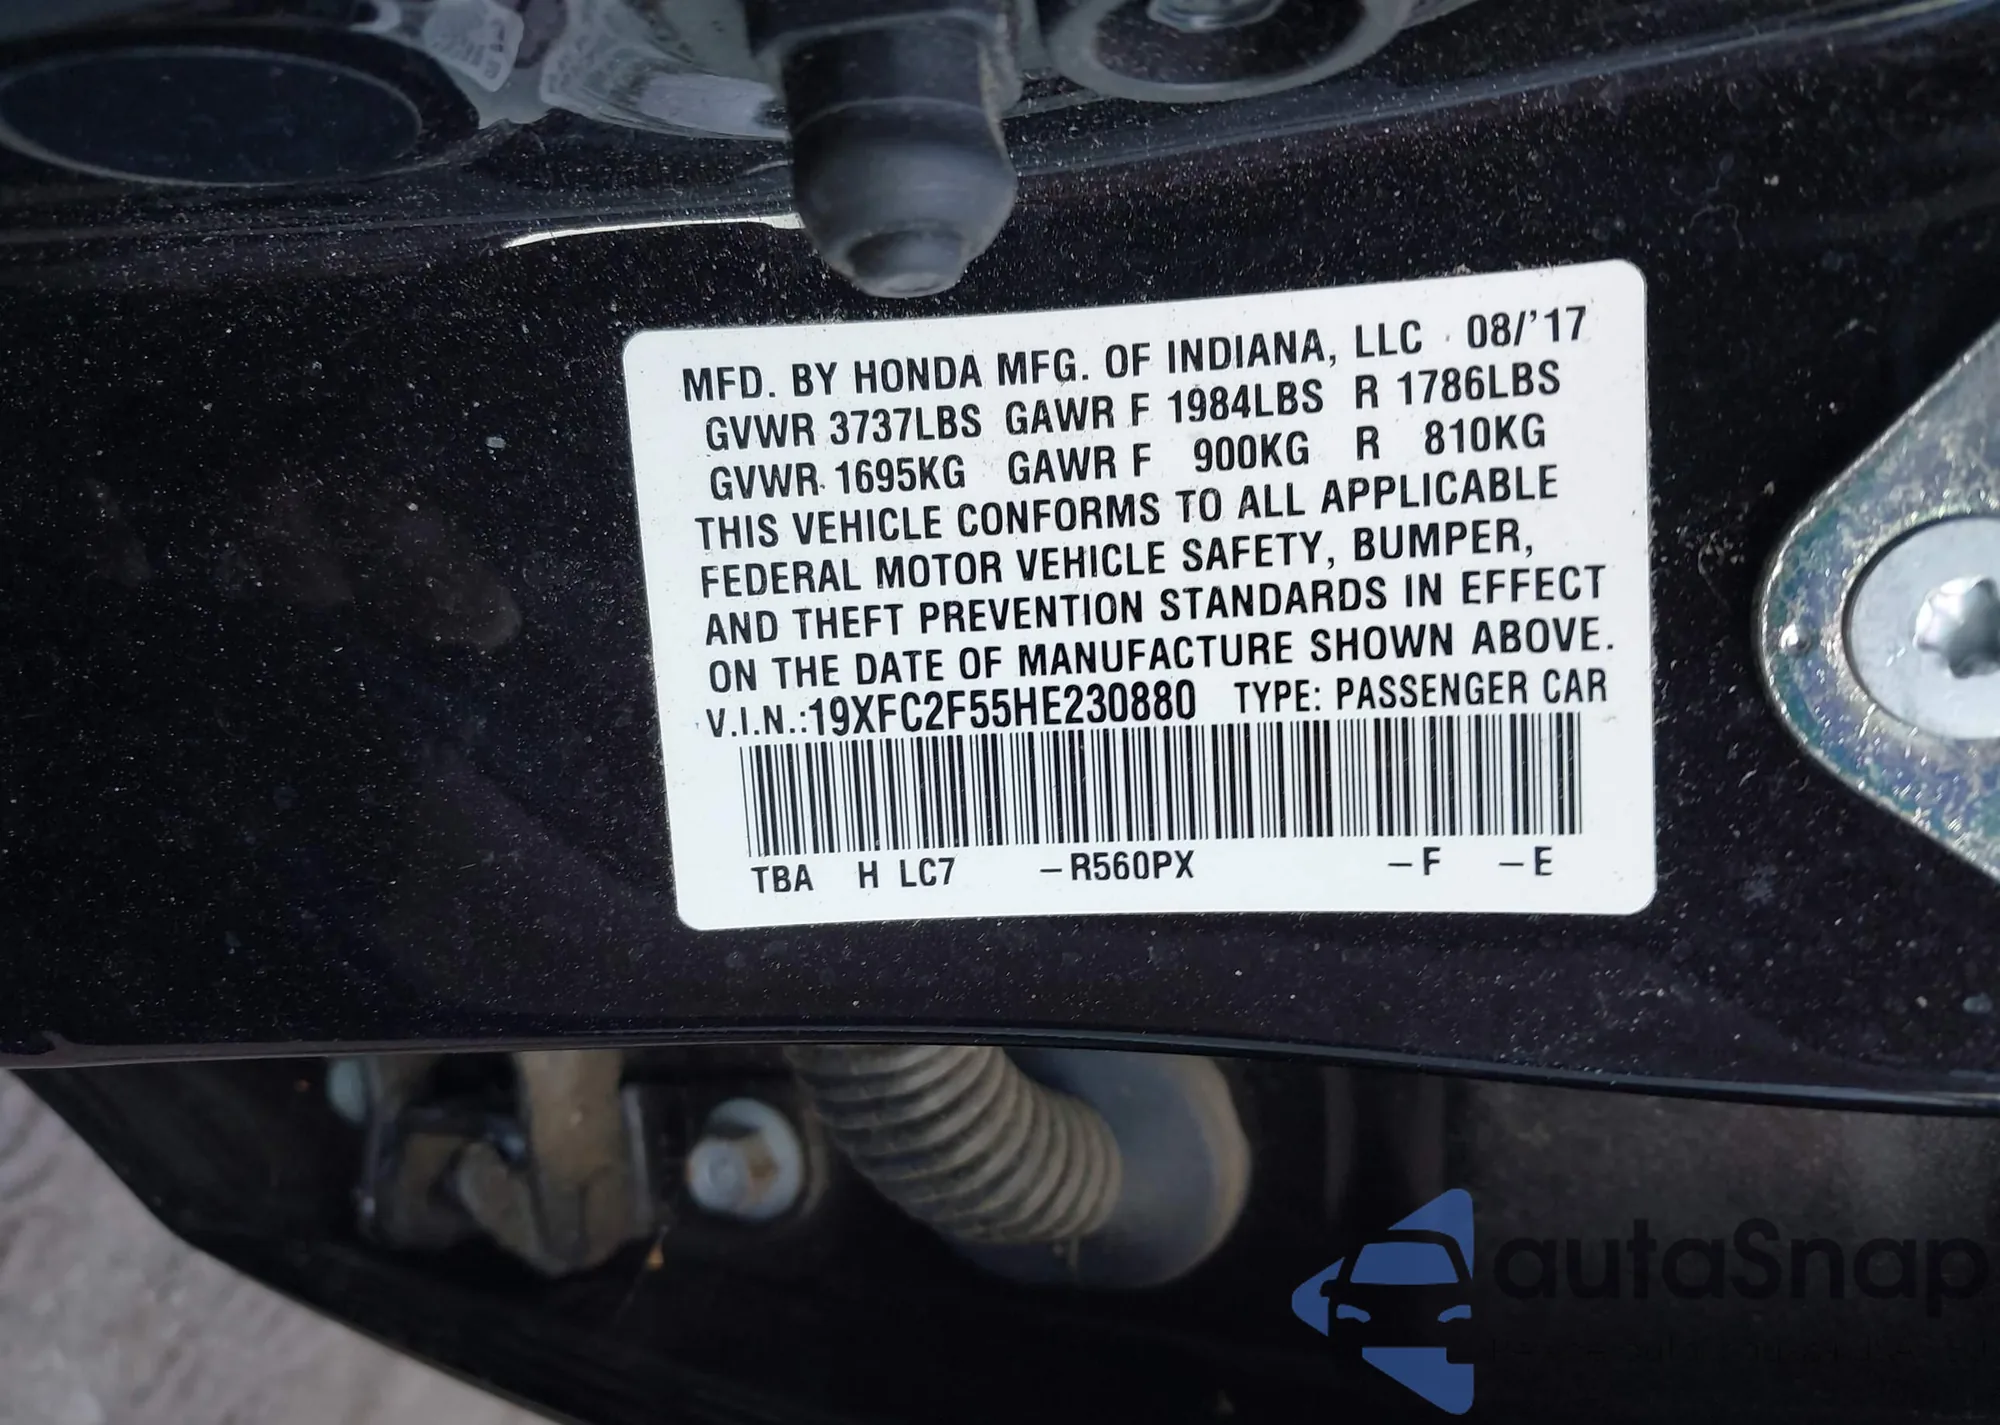 MFD. BY HONDA MFG. OF INDIANA, LLC 08/'17
GVWR 3737LBS GAWR F 1984LBS R 1786LBS
GVWR 1695KG GAWR F 900KG R 810KG
THIS VEHICLE CONFORMS TO ALL APPLICABLE
FEDERAL MOTOR VEHICLE SAFETY, BUMPER,
AND THEFT PREVENTION STANDARDS IN EFFECT
ON THE DATE OF MANUFACTURE SHOWN ABOVE.
V.I.N.:19XFC2F55HE230880 TYPE: PASSENGER CAR
TBA H LC7 –R560PX –F –E
autaSnap